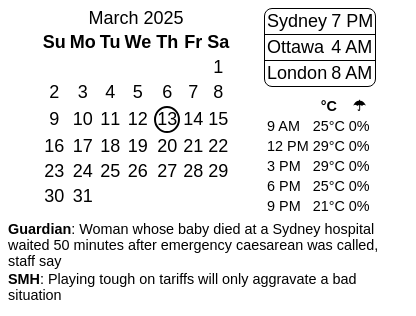 March 2025
Su Mo Tu We Th Fr Sa
1
2 3 4 5 6 7 8
9 10 11 12 13 14 15
16 17 18 19 20 21 22
23 24 25 26 27 28 29
30 31
Sydney 7 PM
Ottawa 4 AM
London 8 AM
°C ☂
9 AM 25°C 0%
12 PM 29°C 0%
3 PM 29°C 0%
6 PM 25°C 0%
9 PM 21°C 0%
Guardian: Woman whose baby died at a Sydney hospital
waited 50 minutes after emergency caesarean was called,
staff say
SMH: Playing tough on tariffs will only aggravate a bad
situation